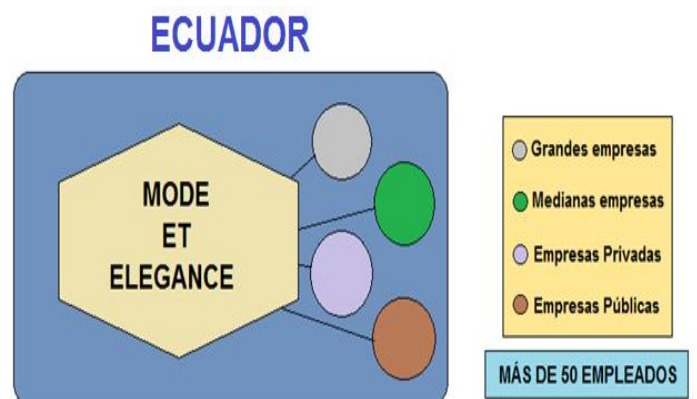 ECUADOR
MODE
ET
ELEGANCE
Grandes empresas
Medianas empresas
Empresas Privadas
Empresas Públicas
MÁS DE 50 EMPLEADOS